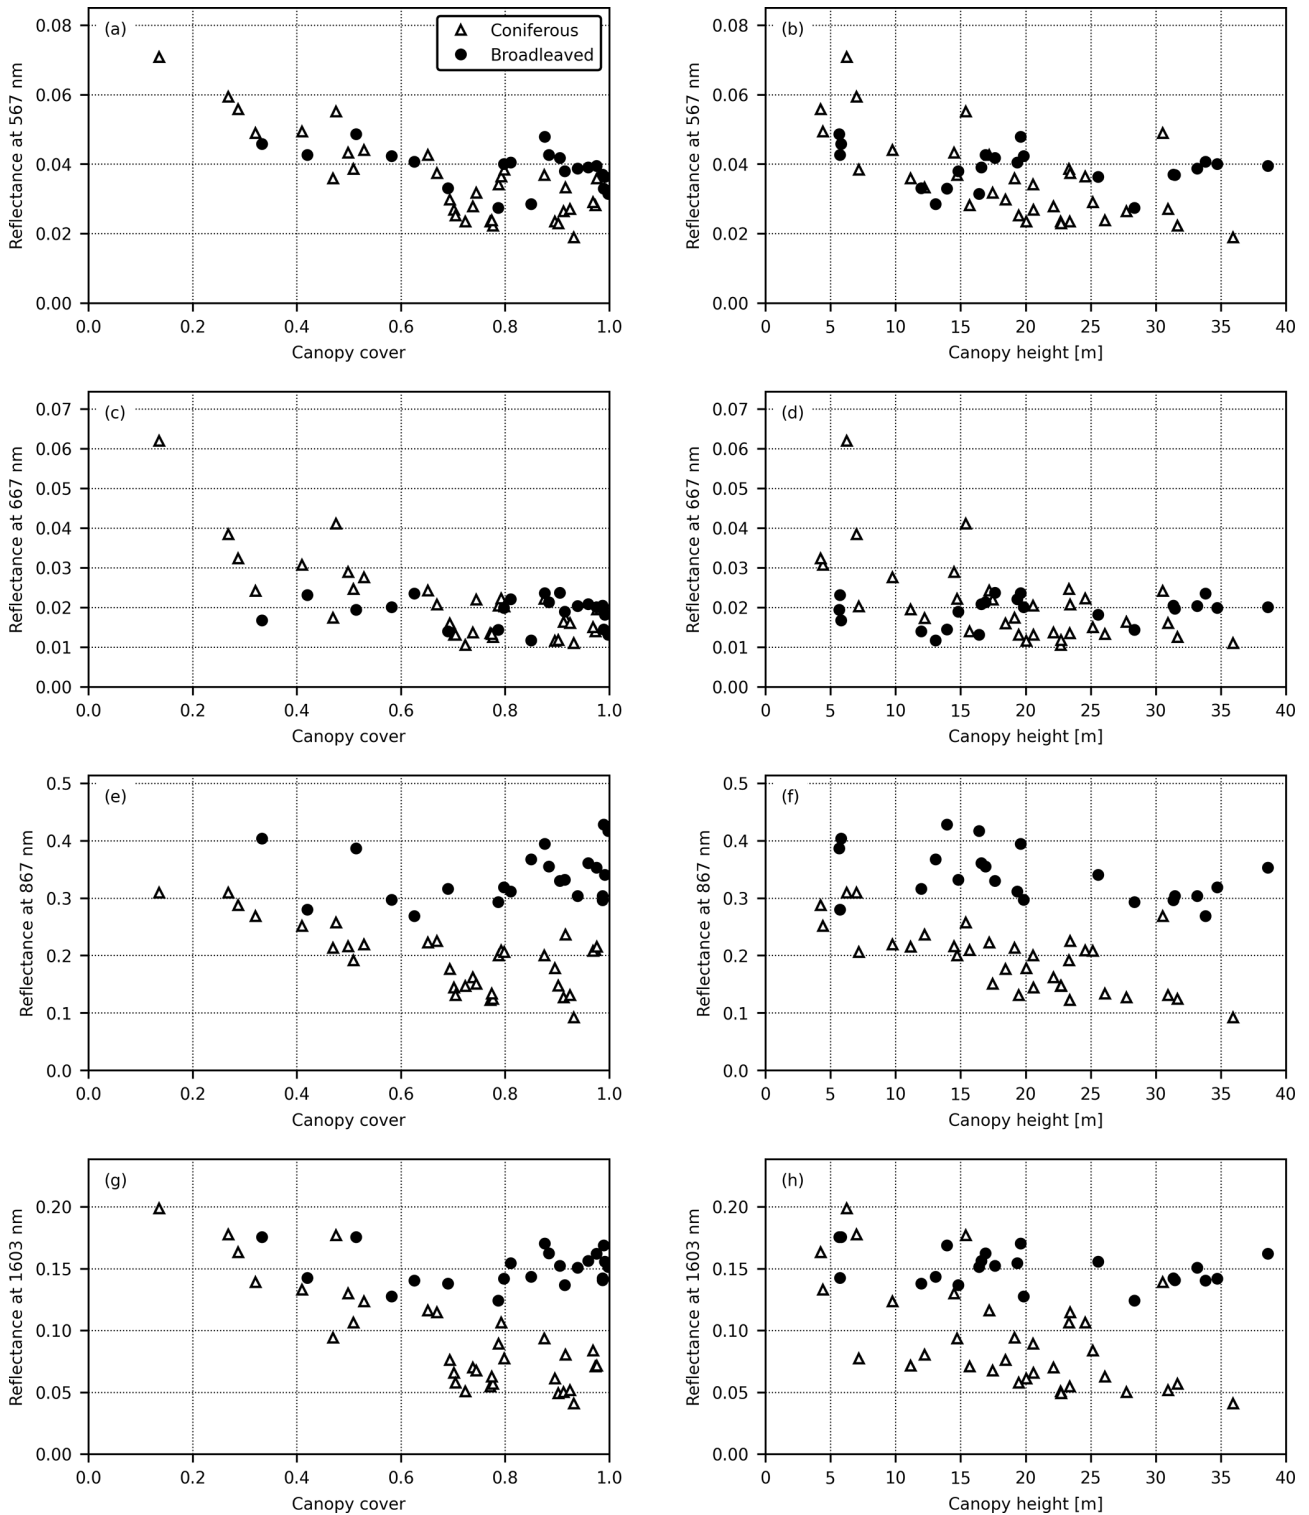 (a)
Coniferous
Broadleaved
Reflectance at 567 nm
0.08
0.06
0.04
0.02
0.00
0.0 0.2 0.4 0.6 0.8 1.0
Canopy cover
(b)
Reflectance at 567 nm
0.08
0.06
0.04
0.02
0.00
0 5 10 15 20 25 30 35 40
Canopy height [m]
(c)
Reflectance at 667 nm
0.07
0.06
0.05
0.04
0.03
0.02
0.01
0.00
0.0 0.2 0.4 0.6 0.8 1.0
Canopy cover
(d)
Reflectance at 667 nm
0.07
0.06
0.05
0.04
0.03
0.02
0.01
0.00
0 5 10 15 20 25 30 35 40
Canopy height [m]
(e)
Reflectance at 867 nm
0.5
0.4
0.3
0.2
0.1
0.0
0.0 0.2 0.4 0.6 0.8 1.0
Canopy cover
(f)
Reflectance at 867 nm
0.5
0.4
0.3
0.2
0.1
0.0
0 5 10 15 20 25 30 35 40
Canopy height [m]
(g)
Reflectance at 1603 nm
0.20
0.15
0.10
0.05
0.00
0.0 0.2 0.4 0.6 0.8 1.0
Canopy cover
(h)
Reflectance at 1603 nm
0.20
0.15
0.10
0.05
0.00
0 5 10 15 20 25 30 35 40
Canopy height [m]